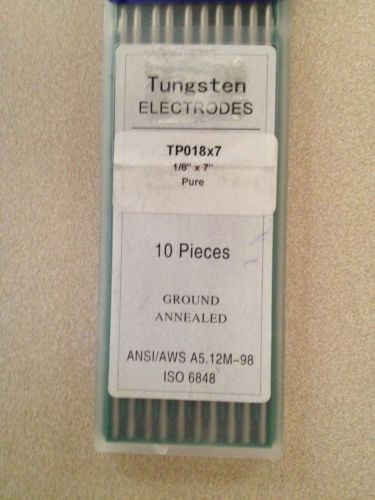 Tungsten
ELECTRODES
TP018x7
1/8" x 7"
Pure
10 Pieces
GROUND
ANNEALED
ANSI/AWS A5.12M-98
ISO 6848